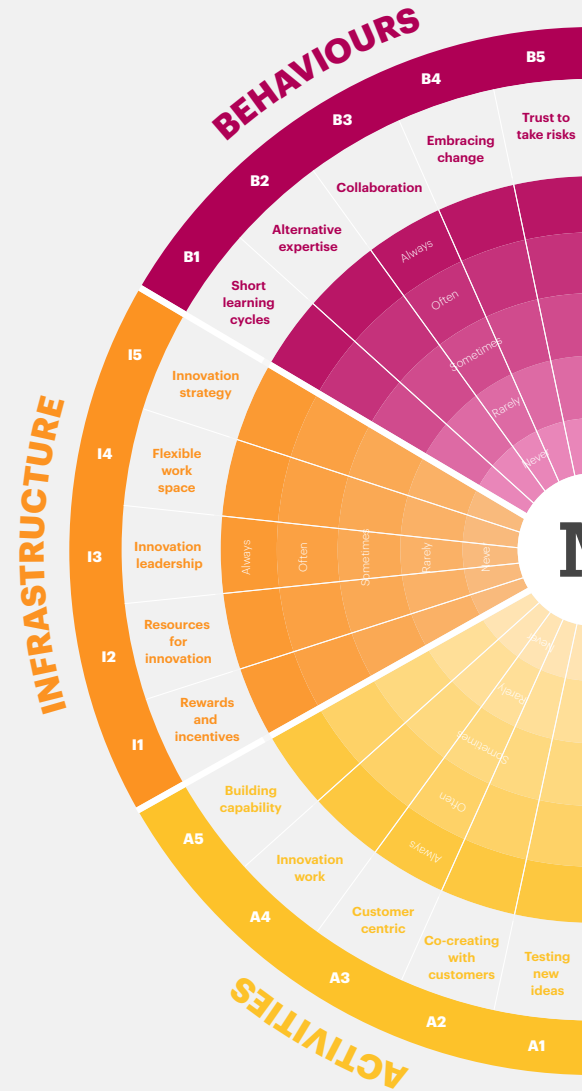 BEHAVIOURS
B5
B4
B3
B2
B1
Trust to
take risks
Embracing
change
Collaboration
Alternative
expertise
Short
learning
cycles
Always
Often
Sometimes
Rarely
Never
INFRASTRUCTURE
I5
I4
I3
I2
I1
Innovation
strategy
Flexible
work
space
Innovation
leadership
Resources
for
innovation
Rewards
and
incentives
Always
Often
Sometimes
Rarely
Never
ACTIVITIES
A5
A4
A3
A2
A1
Building
capability
Innovation
work
Customer
centric
Co-creating
with
customers
Testing
new
ideas
Never
Rarely
Sometimes
Often
Always